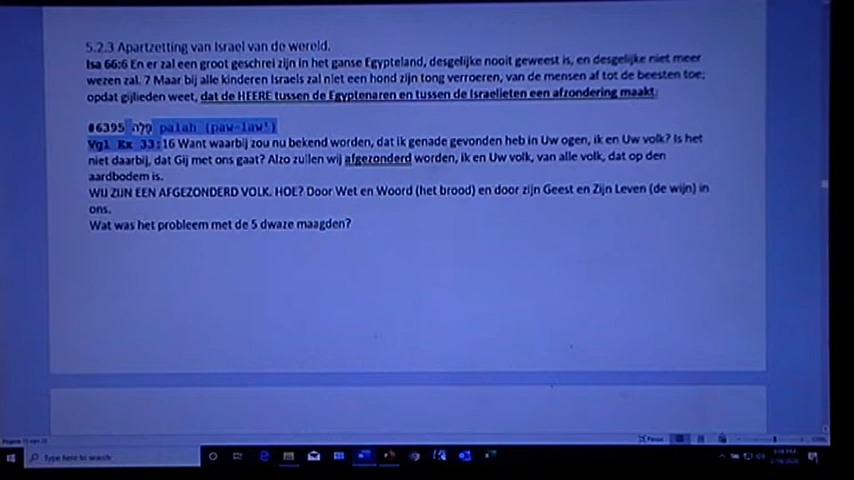 5.2.3 Apartzetting van Israel van de wereld.
Isa 66:6 En er zal een groot geschrei zijn in het ganse Egypteland, desgelijke nooit geweest is, en desgelijke niet meer
wezen zal. 7 Maar bij alle kinderen Israels zal niet een hond zijn tong verroeren, van de mensen af tot de beesten toe;
opdat gijlieden weet, dat de HEERE tussen de Egyptenaren en tussen de Israelieten een afzondering maakt.
#6395 פָּלָה palah (paw-law')
Vgl Ex 33:16 Want waarbij zou nu bekend worden, dat ik genade gevonden heb in Uw ogen, ik en Uw volk? Is het
niet daarbij, dat Gij met ons gaat? Alzo zullen wij afgezonderd worden, ik en Uw volk, van alle volk, dat op den
aardbodem is.
WIJ ZIJN EEN AFGEZONDERD VOLK. HOE? Door Wet en Woord (het brood) en door zijn Geest en Zijn Leven (de wijn) in
ons.
Wat was het probleem met de 5 dwaze maagden?
Focus
Type here to search